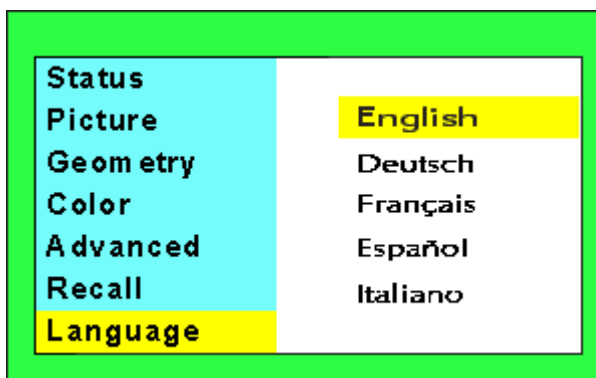 Status
Picture
Geometry
Color
Advanced
Recall
Language
English
Deutsch
Français
Español
Italiano